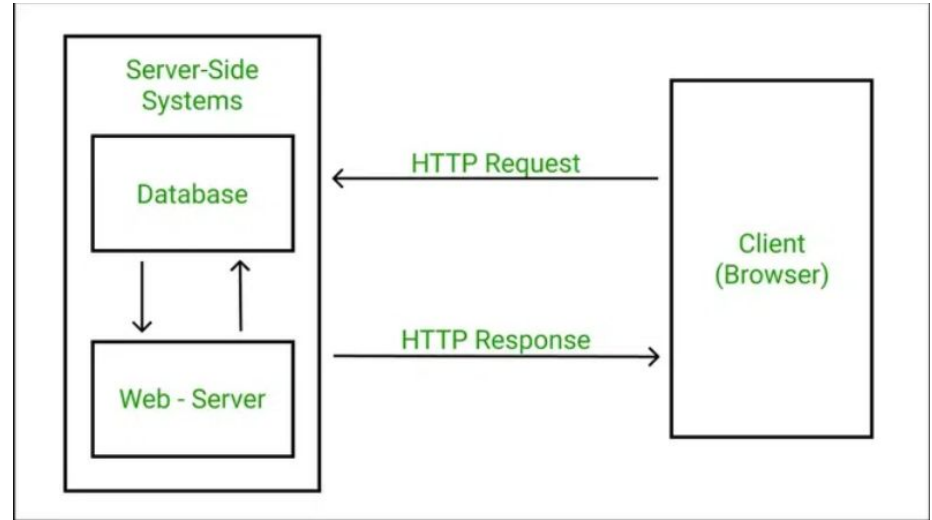 Server-Side
Systems
Database
Web - Server
HTTP Request
HTTP Response
Client
(Browser)